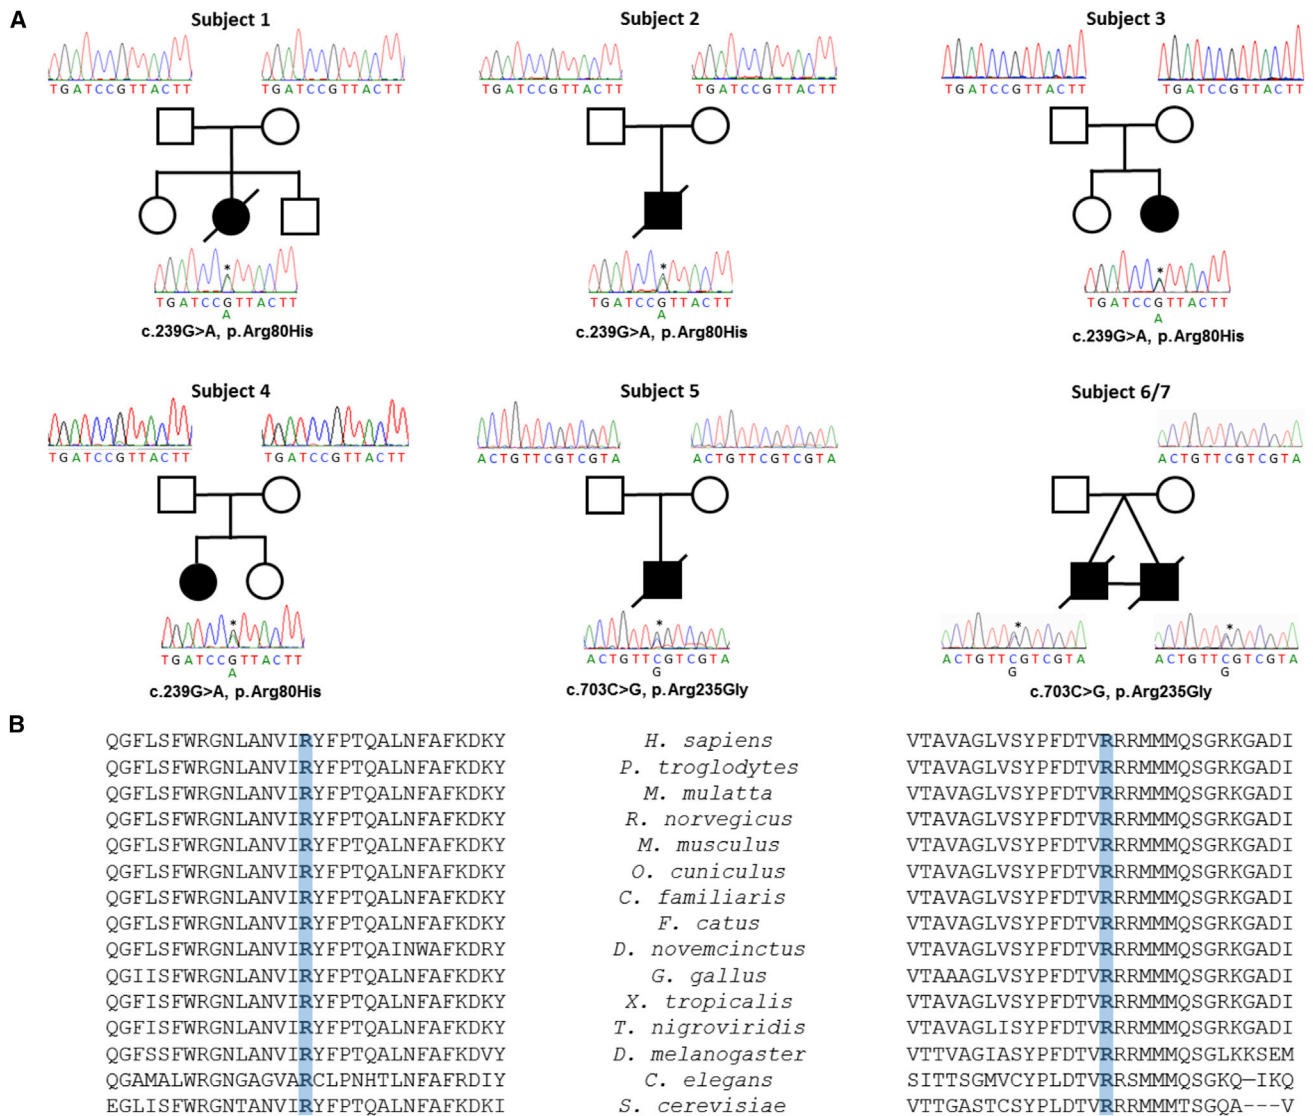 A
Subject 1
Subject 2
Subject 3
TGATCCGTTACTT TGATCCGTTACTT TGATCCGTTACTT TGATCCGTTACTT TGATCCGTTACTT TGATCCGTTACTT
* * *
TGATCCGTTACTT TGATCCGTTACTT TGATCCGTTACTT
A A A
c.239G>A, p.Arg80His c.239G>A, p.Arg80His c.239G>A, p.Arg80His
Subject 4
Subject 5
Subject 6/7
TGATCCGTTACTT TGATCCGTTACTT ACTGTTCGTCGTA ACTGTTCGTCGTA ACTGTTCGTCGTA
* * * *
TGATCCGTTACTT ACTGTTCGTCGTA ACTGTTCGTCGTA ACTGTTCGTCGTA
A G G G
c.239G>A, p.Arg80His c.703C>G, p.Arg235Gly c.703C>G, p.Arg235Gly
B
QGFLSFWRGNLANVIRYFPTQALNFAFKDKY H. sapiens VTAVAGLVSYPFDTVRRRMMMQSGRKGADI
QGFLSFWRGNLANVIRYFPTQALNFAFKDKY P. troglodytes VTAVAGLVSYPFDTVRRRMMMQSGRKGADI
QGFLSFWRGNLANVIRYFPTQALNFAFKDKY M. mulatta VTAVAGLVSYPFDTVRRRMMMQSGRKGADI
QGFLSFWRGNLANVIRYFPTQALNFAFKDKY R. norvegicus VTAVAGLVSYPFDTVRRRMMMQSGRKGADI
QGFLSFWRGNLANVIRYFPTQALNFAFKDKY M. musculus VTAVAGLVSYPFDTVRRRMMMQSGRKGADI
QGFLSFWRGNLANVIRYFPTQALNFAFKDKY O. cuniculus VTAVAGLVSYPFDTVRRRMMMQSGRKGADI
QGFLSFWRGNLANVIRYFPTQALNFAFKDKY C. familiaris VTAVAGLVSYPFDTVRRRMMMQSGRKGADI
QGFLSFWRGNLANVIRYFPTQALNFAFKDKY F. catus VTAVAGLVSYPFDTVRRRMMMQSGRKGADI
QGFLSFWRGNLANVIRYFPTQAINWAFKDRY D. novemcinctus VTAVAGLVSYPFDTVRRRMMMQSGRKGADI
QGIISFWRGNLANVIRYFPTQALNFAFKDKY G. gallus VTAAAGLVSYPFDTVRRRMMMQSGRKGADI
QGFISFWRGNLANVIRYFPTQALNFAFKDKY X. tropicalis VTAVAGLVSYPFDTVRRRMMMQSGRKGADI
QGFISFWRGNLANVIRYFPTQALNFAFKDKY T. nigroviridis VTAVAGLISYPFDTVRRRMMMQSGRKGADI
QGFSSFWRGNLANVIRYFPTQALNFAFKDVY D. melanogaster VTTVAGIASYPFDTVRRRMMMQSGLKKSEM
QGAMALWRGNGAGVARCLPNHTLNFAFRDIY C. elegans SITTSGMVCYPLDTVRRSMMMQSGKQ–IKQ
EGLISFWRGNTANVIRYFPTQALNFAFKDKI S. cerevisiae VTTGASTCSYPLDTVRRRMMMTSGQA---V